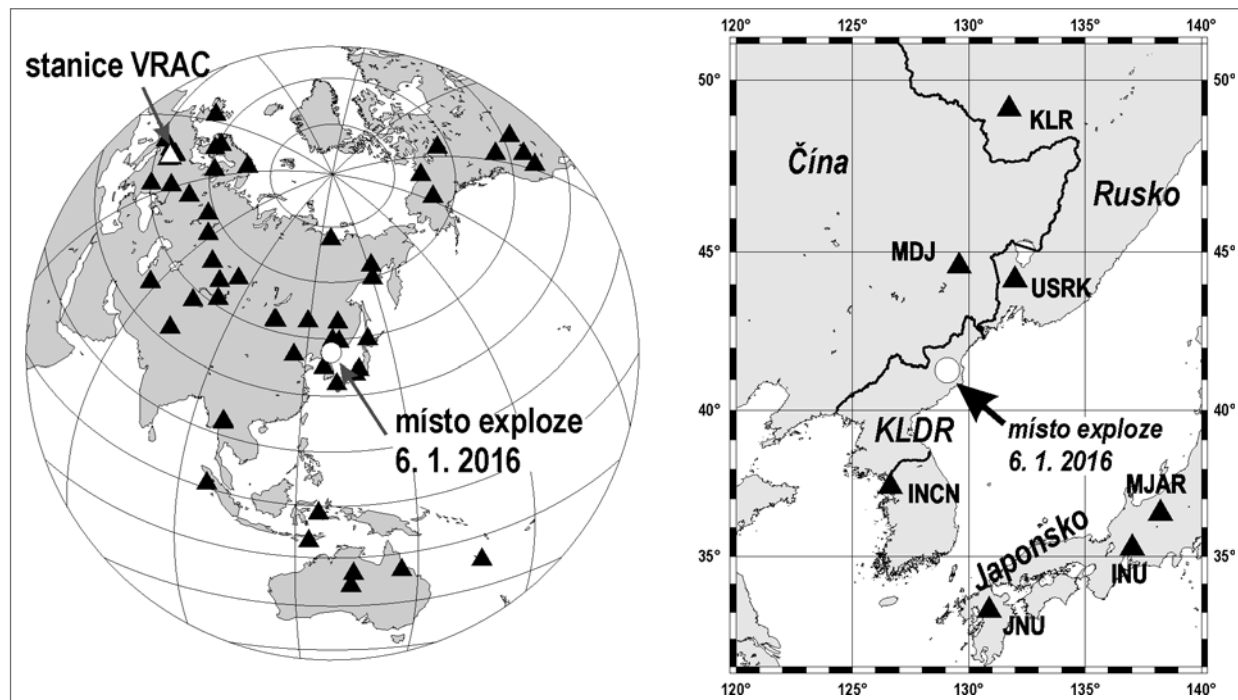 stanice VRAC
místo exploze
6. 1. 2016
120° 125° 130° 135° 140°
50° 50°
KLR
Čína
Rusko
MDJ
45° 45°
USRK
40° 40°
KLDR
místo exploze
6. 1. 2016
INCN
MJAR
Japonsko
35° 35°
INU
JNU
120° 125° 130° 135° 140°